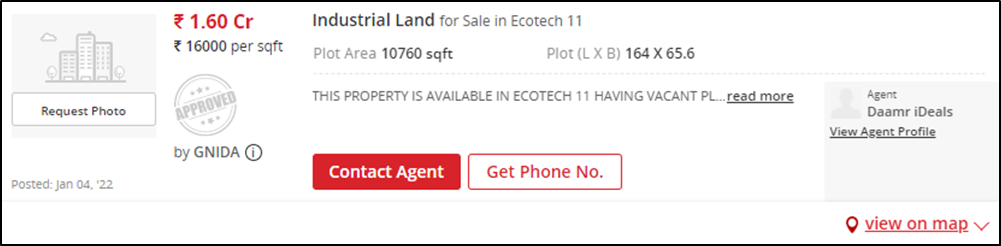 ₹ 1.60 Cr
₹ 16000 per sqft
Industrial Land for Sale in Ecotech 11
Plot Area 10760 sqft Plot (L X B) 164 X 65.6
Request Photo
APPROVED
by GNIDA i
Posted: Jan 04, '22
THIS PROPERTY IS AVAILABLE IN ECOTECH 11 HAVING VACANT PL...read more
Contact Agent Get Phone No.
Agent
Daamr iDeals
View Agent Profile
view on map